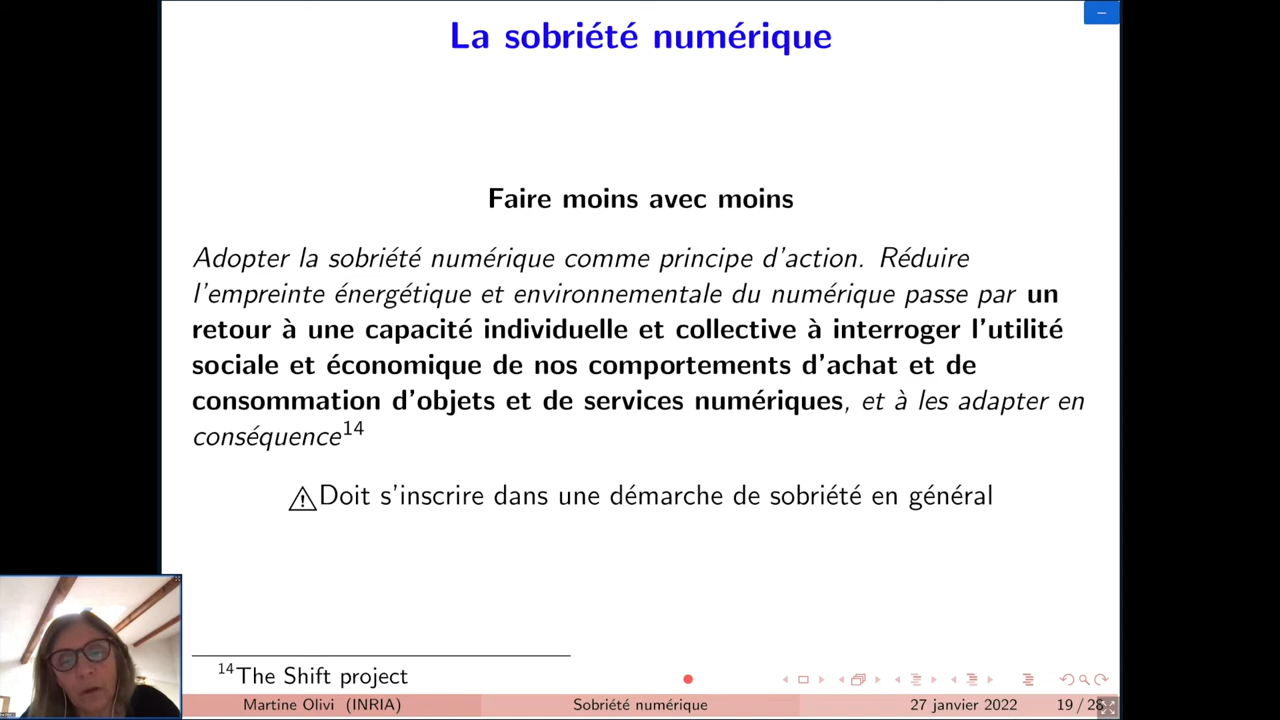 La sobriété numérique
Faire moins avec moins
Adopter la sobriété numérique comme principe d'action. Réduire
l'empreinte énergétique et environnementale du numérique passe par un
retour à une capacité individuelle et collective à interroger l'utilité
sociale et économique de nos comportements d'achat et de
consommation d'objets et de services numériques, et à les adapter en
conséquence14
Doit s'inscrire dans une démarche de sobriété en général
14The Shift project
Martine Olivi (INRIA) Sobriété numérique 27 janvier 2022 19 / 28